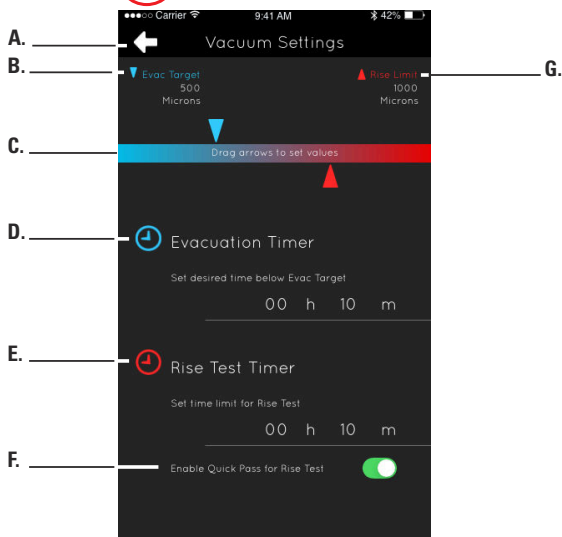 Carrier 9:41 AM 42%
A.
Vacuum Settings
B.
Evac Target
Rise Limit
G.
500
1000
Microns
Microns
C.
Drag arrows to set values
D.
Evacuation Timer
Set desired time below Evac Target
00 h 10 m
E.
Rise Test Timer
Set time limit for Rise Test
00 h 10 m
F.
Enable Quick Pass for Rise Test